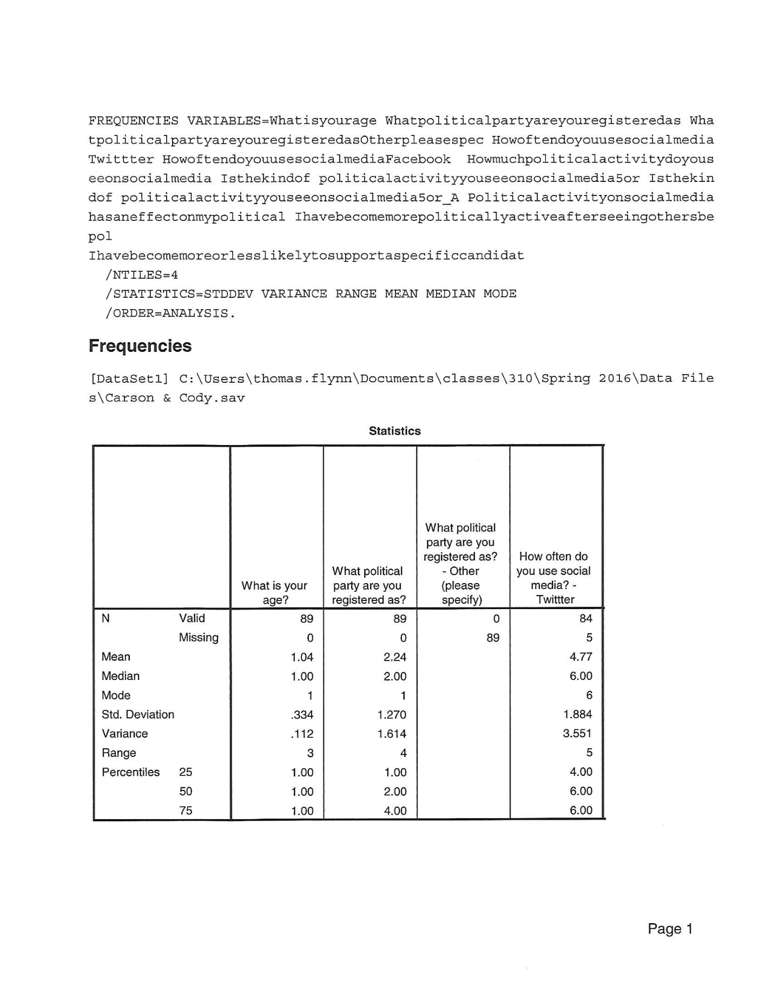 FREQUENCIES VARIABLES=Whatisyourage Whatpoliticalpartyareyouregisteredas Wha
tpoliticalpartyareyouregisteredasOtherpleasespec Howoftendoyouusesocialmedia
Twittter HowoftendoyouusesocialmediaFacebook Howmuchpoliticalactivitydoyous
eeonsocialmedia Isthekindof politicalactivityyouseeonsocialmedia5or Isthekin
dof politicalactivityyouseeonsocialmedia5or_A Politicalactivityonsocialmedia
hasaneffectonmypolitical Ihavebecomemorepoliticallyactiveafterseeingothersbe
pol
Ihavebecomemoreorlesslikelytosupportaspecificcandidat
/NTILES=4
/STATISTICS=STDDEV VARIANCE RANGE MEAN MEDIAN MODE
/ORDER=ANALYSIS.
Frequencies
[DataSet1] C:\Users\thomas.flynn\Documents\classes\310\Spring 2016\Data File
s\Carson & Cody.sav
Statistics
What is your
age?
What political
party are you
registered as?
What political
party are you
registered as?
- Other
(please
specify)
How often do
you use social
media? -
Twittter
N Valid 89 89 0 84
Missing 0 0 89 5
Mean 1.04 2.24 4.77
Median 1.00 2.00 6.00
Mode 1 1 6
Std. Deviation .334 1.270 1.884
Variance .112 1.614 3.551
Range 3 4 5
Percentiles 25 1.00 1.00 4.00
50 1.00 2.00 6.00
75 1.00 4.00 6.00
Page 1